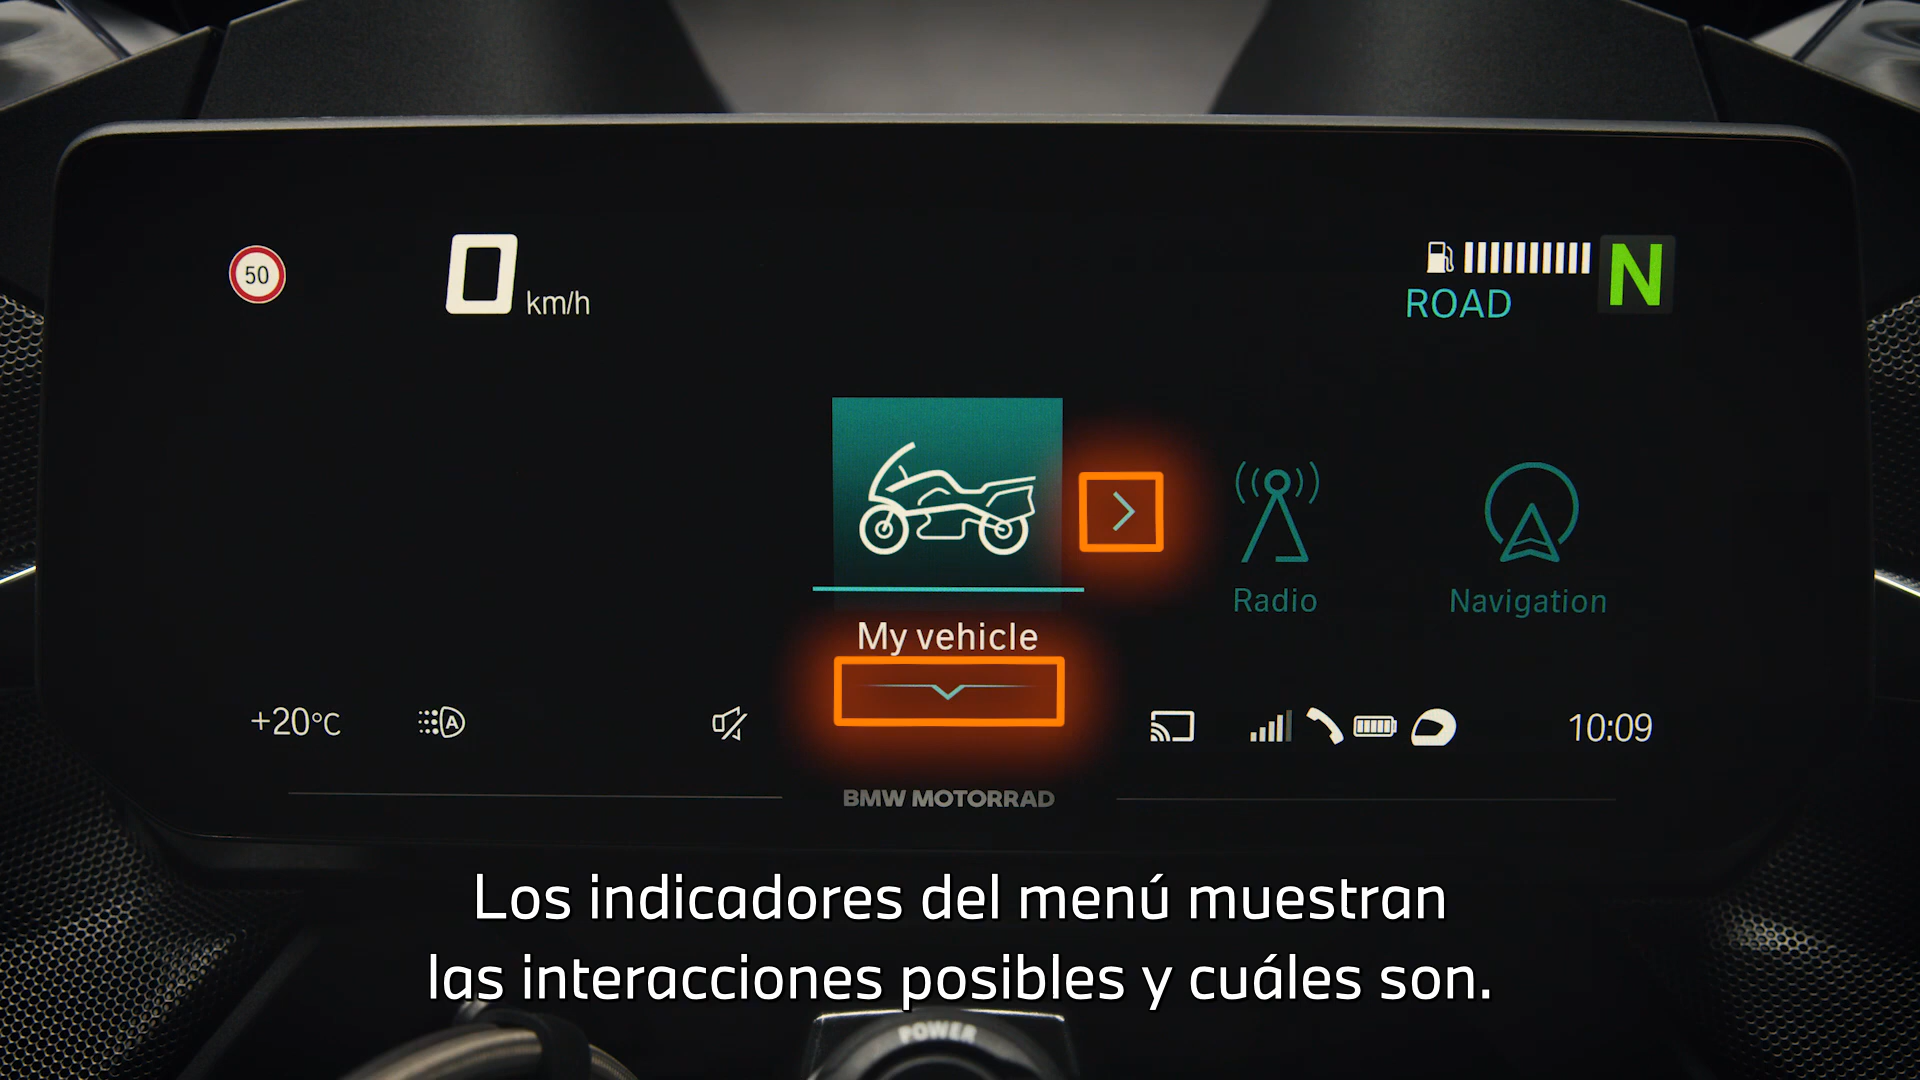 50
0 km/h
ROAD
N
Radio
Navigation
My vehicle
+20°C
A
10:09
BMW MOTORRAD
Los indicadores del menú muestran
las interacciones posibles y cuáles son.
POWER